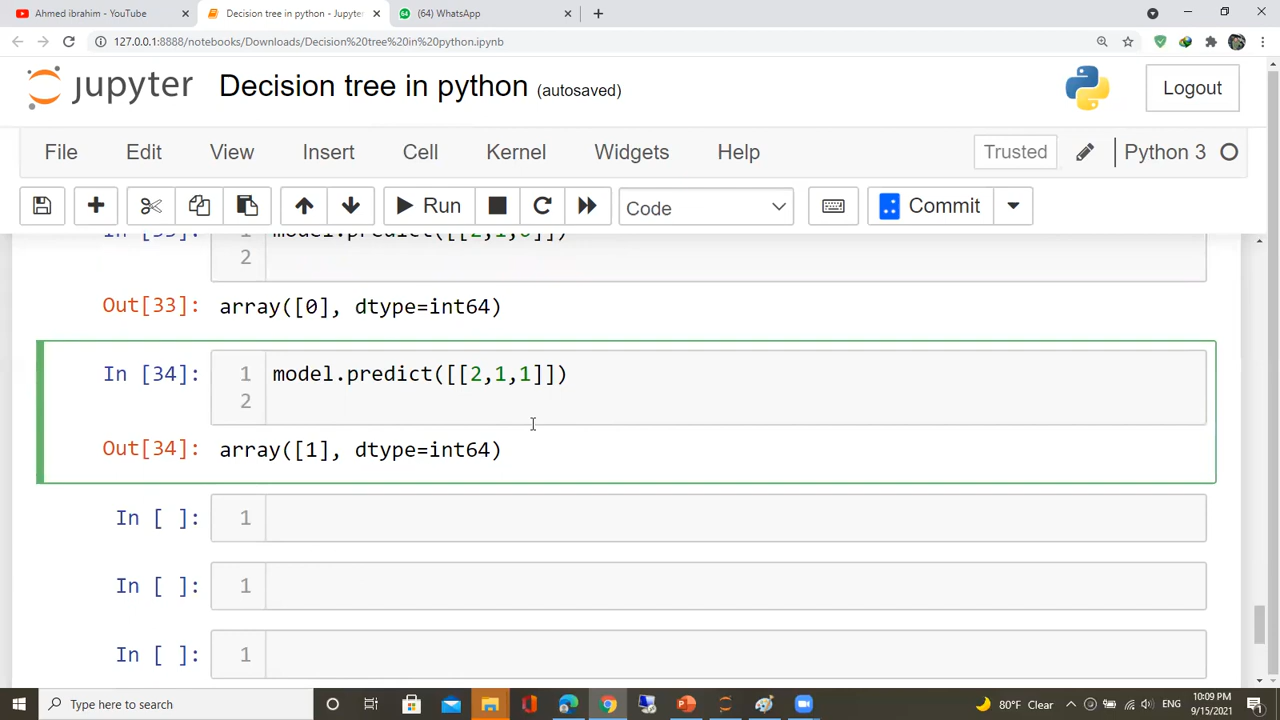 Ahmed ibrahim - YouTube
Decision tree in python - Jupyter
(64) WhatsApp
127.0.0.1:8888/notebooks/Downloads/Decision%20tree%20in%20python.ipynb
jupyter Decision tree in python (autosaved)
Logout
File Edit View Insert Cell Kernel Widgets Help
Trusted
Python 3
Run
Code
Commit
1
2
Out[33]: array([0], dtype=int64)
In [34]: 1 model.predict([[2,1,1]])
2
Out[34]: array([1], dtype=int64)
In [ ]: 1
In [ ]: 1
In [ ]: 1
Type here to search
80°F Clear
ENG
10:09 PM
9/15/2021